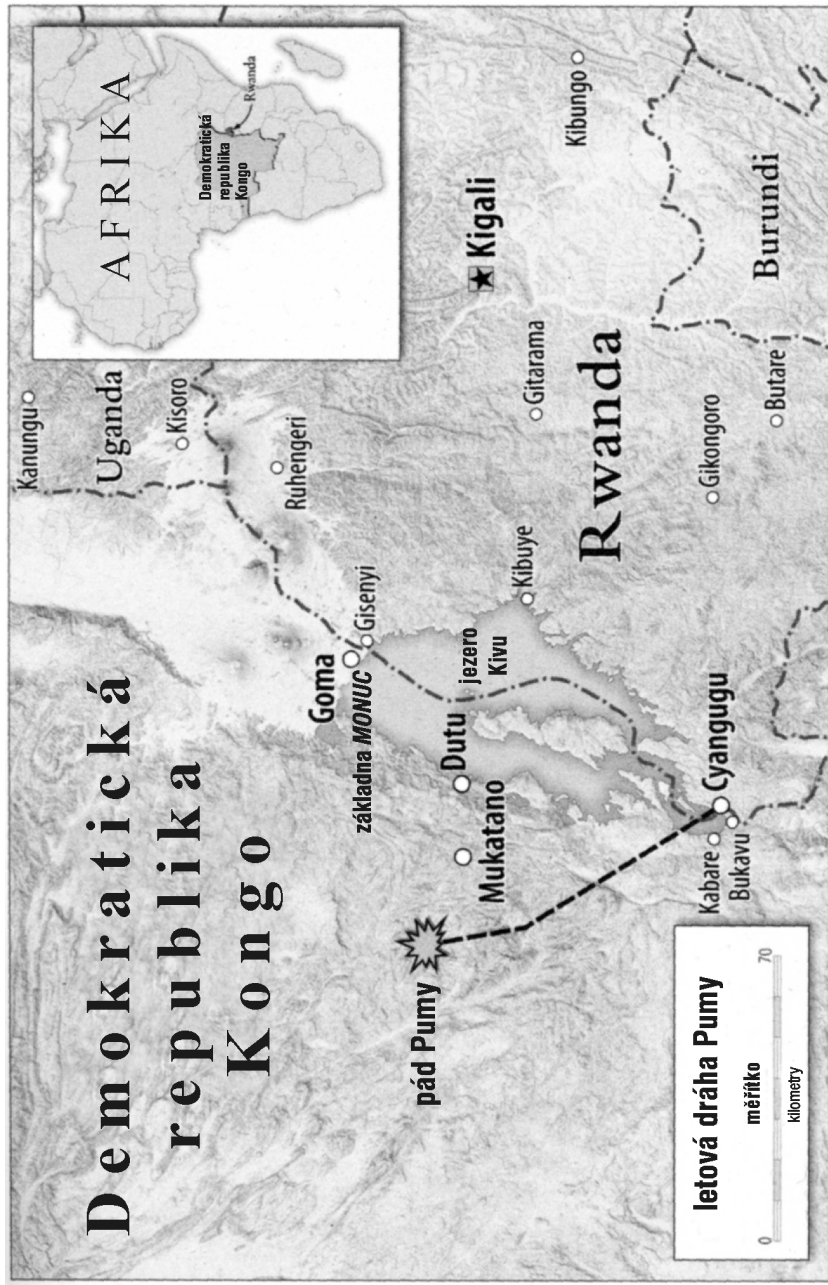 Demokratická
republika
Kongo
Kanungu
Uganda
Kisoro
Ruhengeri
AFRIKA
Demokratická
republika
Kongo
Rwanda
Goma
Gisenyi
základna MONUC
pád Pumy
Mukatano
Dutu
jezero
Kivu
Kibuye
Kigali
Gitarama
Kibungo
Rwanda
Gikongoro
Butare
Burundi
Kabare
Bukavu
Cyangugu
letová dráha Pumy
měřítko
0
70
kilometry